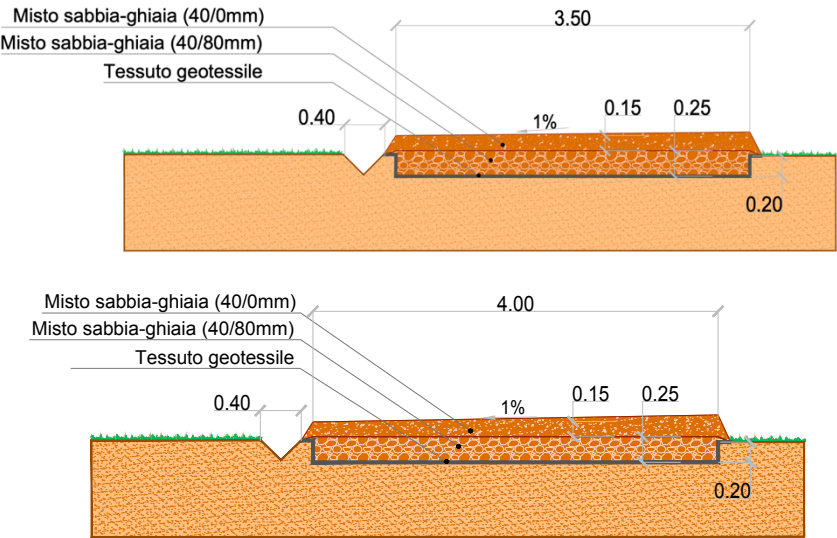 Misto sabbia-ghiaia (40/0mm)
Misto sabbia-ghiaia (40/80mm)
Tessuto geotessile
3.50
0.40
1%
0.15
0.25
0.20
Misto sabbia-ghiaia (40/0mm)
Misto sabbia-ghiaia (40/80mm)
Tessuto geotessile
4.00
0.40
1%
0.15
0.25
0.20